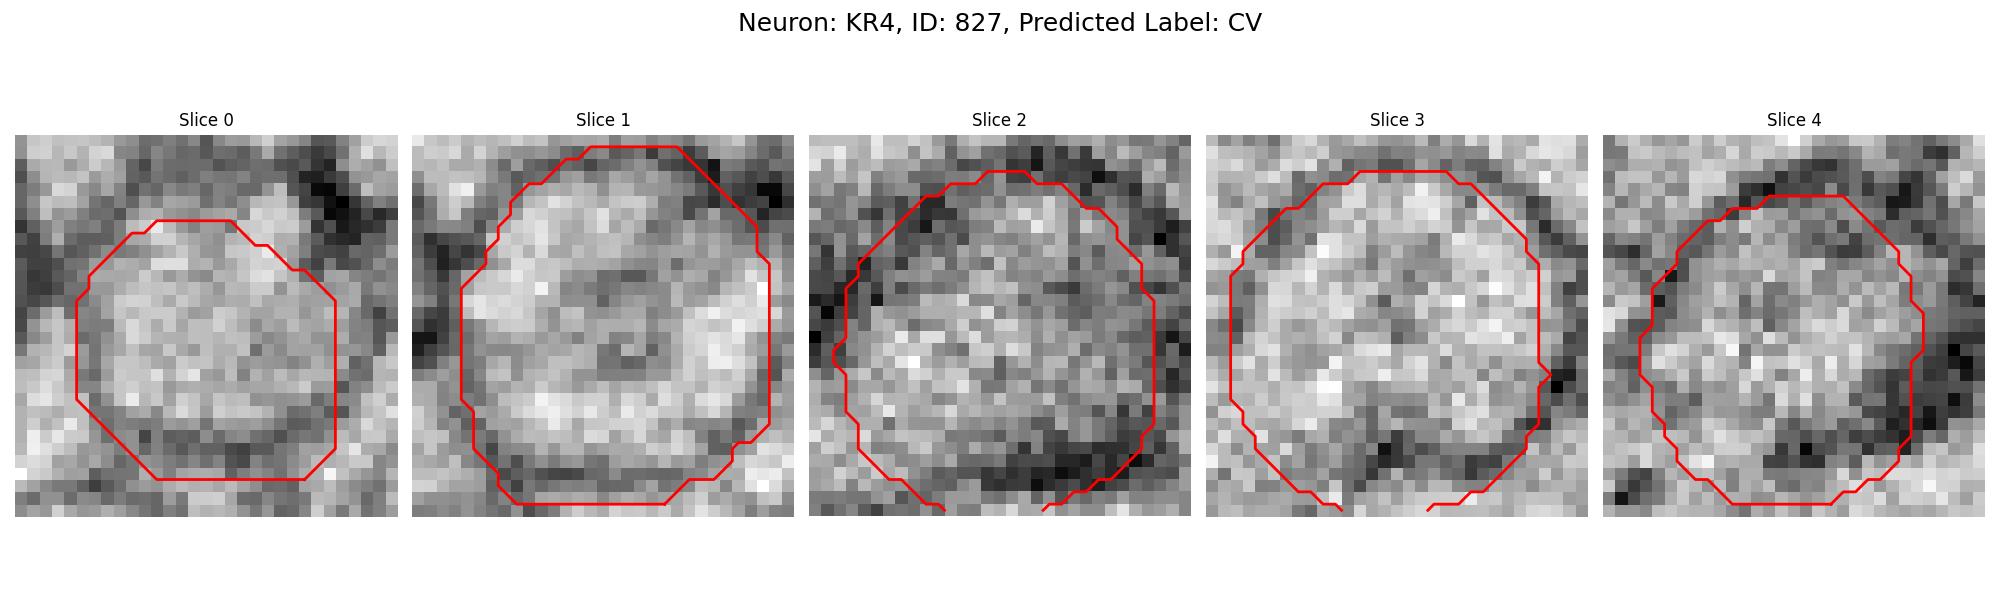 Neuron: KR4, ID: 827, Predicted Label: CV
Slice 0
Slice 1
Slice 2
Slice 3
Slice 4